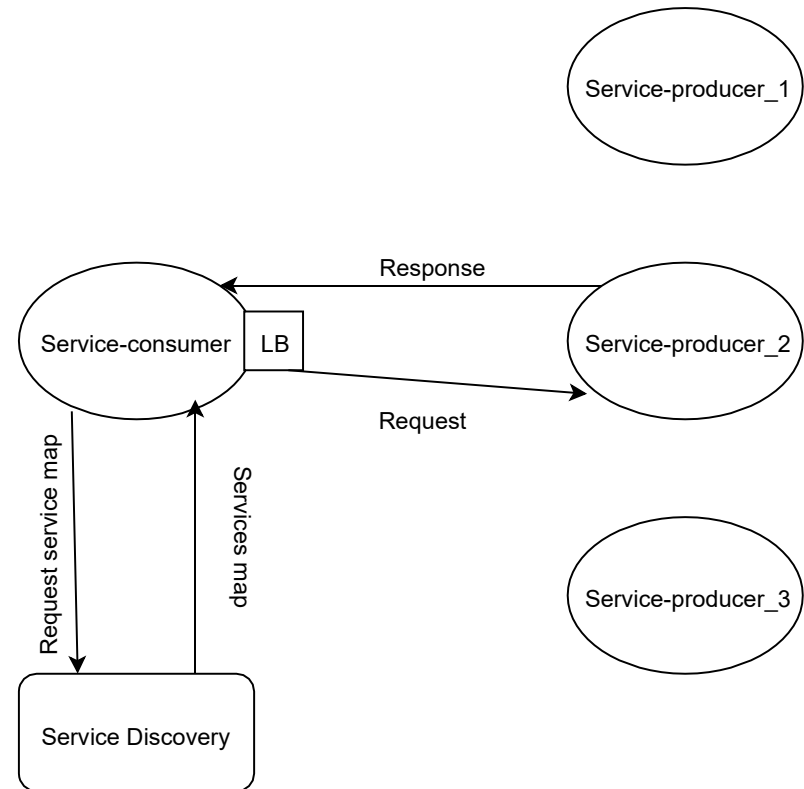 Service-producer_1
Response
Service-consumer
LB
Service-producer_2
Request
Request service map
Services map
Service-producer_3
Service Discovery